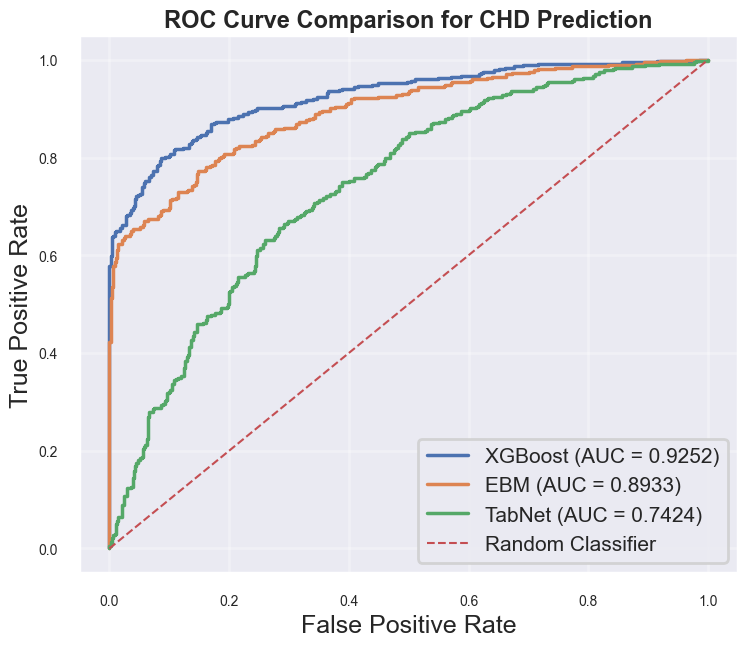 ROC Curve Comparison for CHD Prediction
True Positive Rate
1.0
0.8
0.6
0.4
0.2
0.0
XGBoost (AUC = 0.9252)
EBM (AUC = 0.8933)
TabNet (AUC = 0.7424)
Random Classifier
0.0 0.2 0.4 0.6 0.8 1.0
False Positive Rate